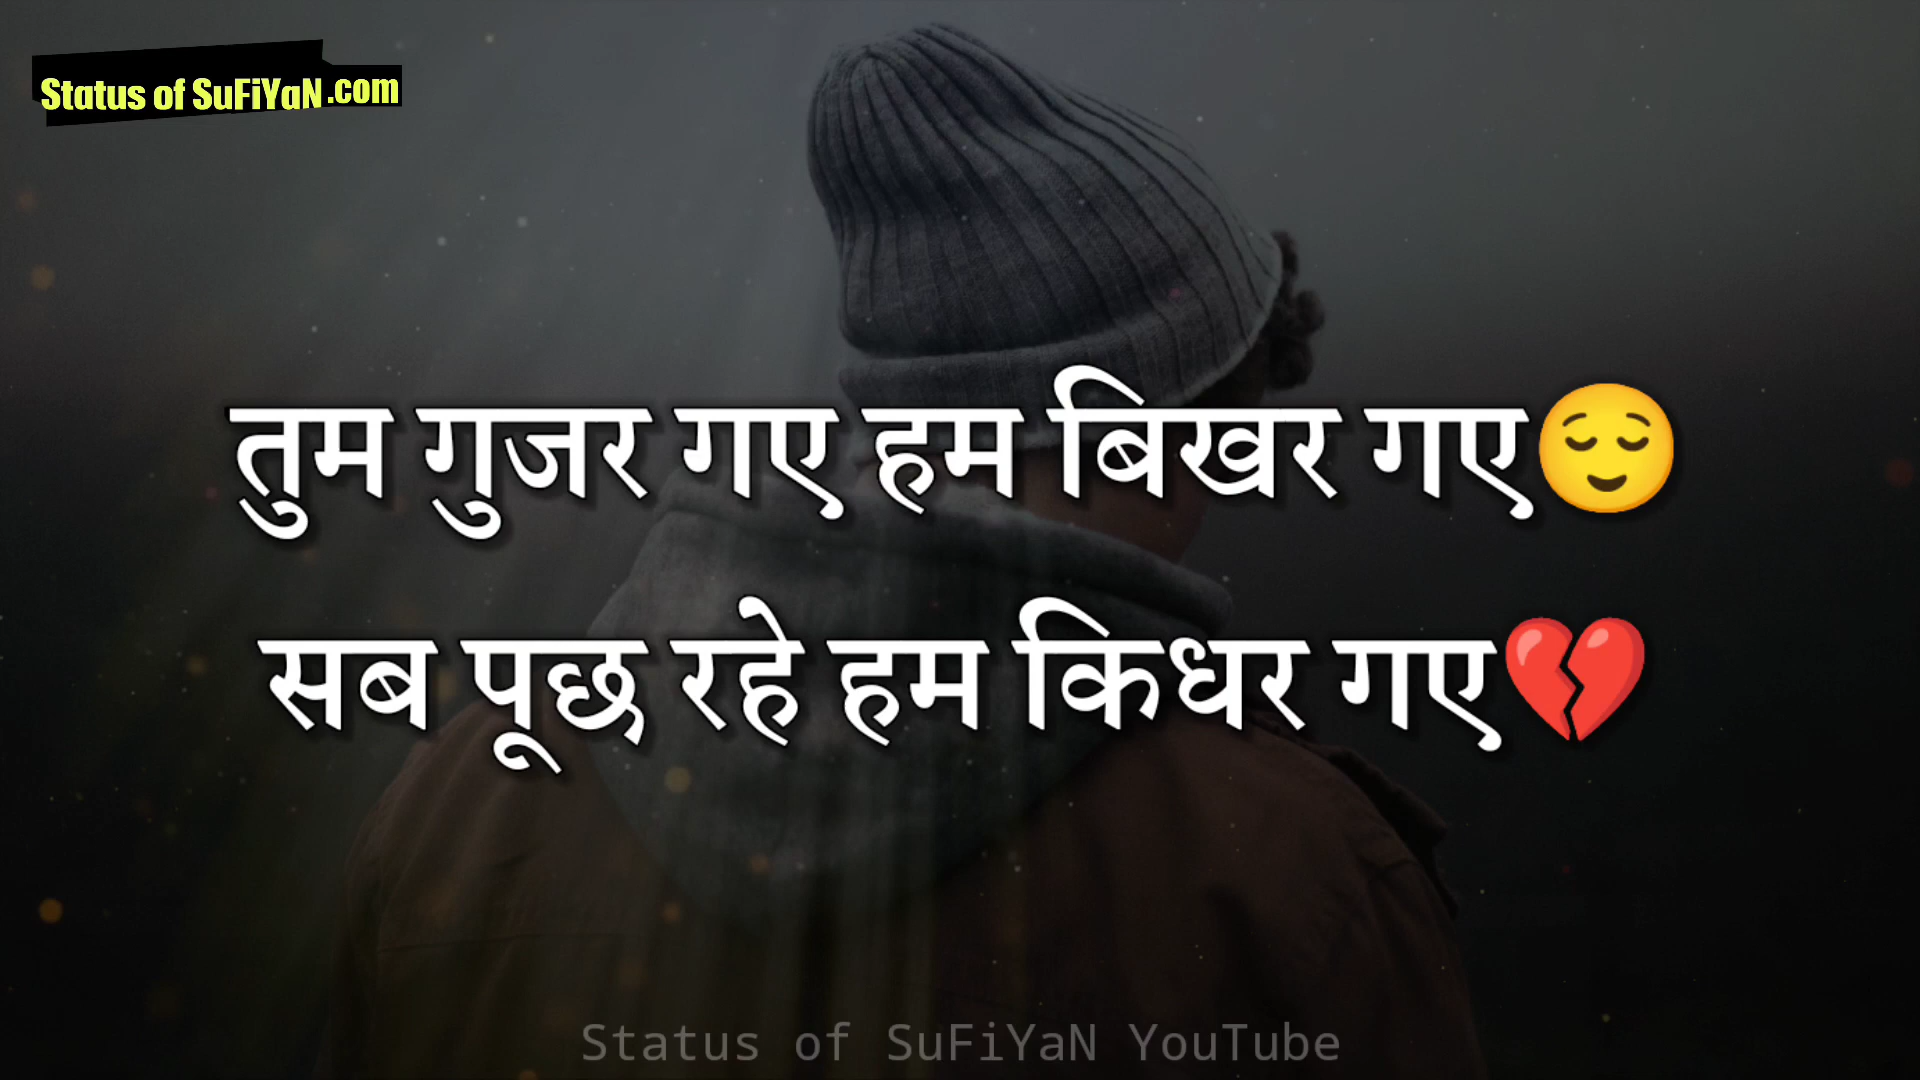 Status of SuFiYaN.com
तुम गुजर गए हम बिखर गए😌
सब पूछ रहे हम किधर गए💔
Status of SuFiYaN YouTube